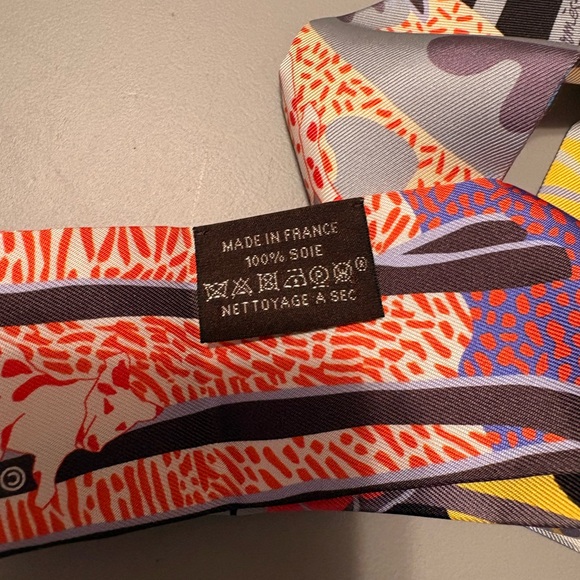 MADE IN FRANCE
100% SOIE
NETTOYAGE A SEC
©